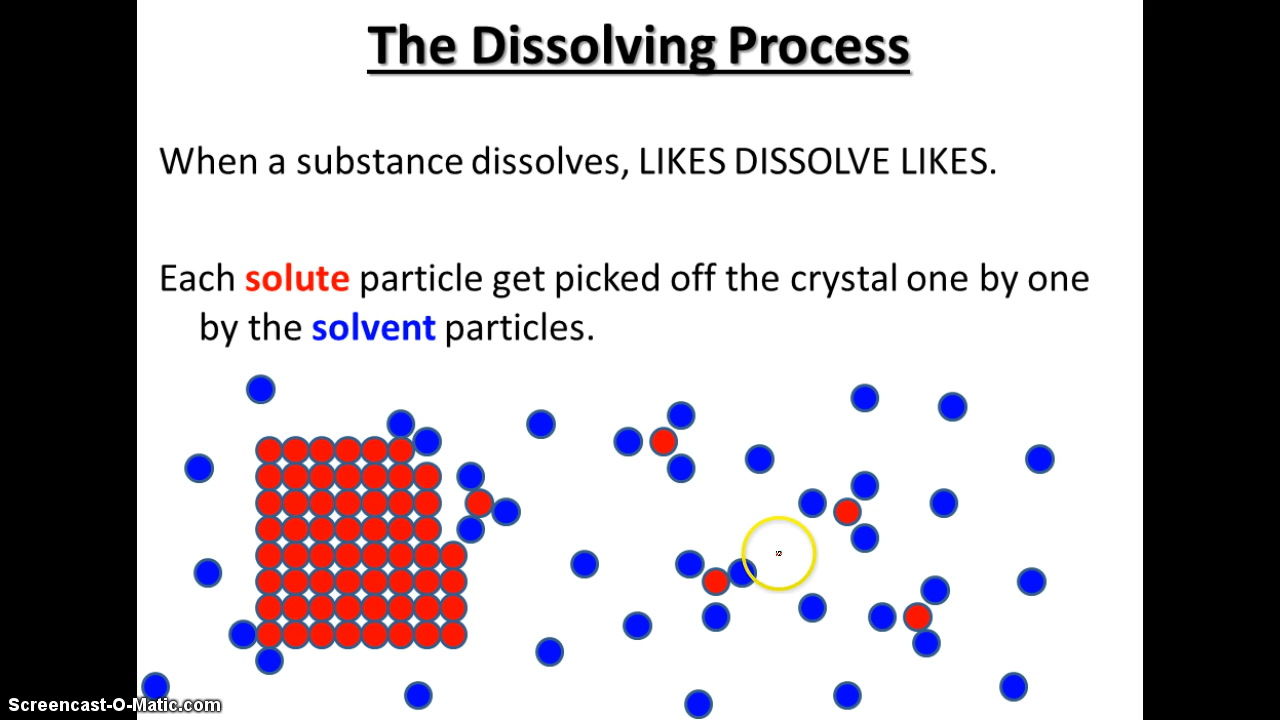 The Dissolving Process
When a substance dissolves, LIKES DISSOLVE LIKES.
Each solute particle get picked off the crystal one by one
by the solvent particles.
Screencast-O-Matic.com